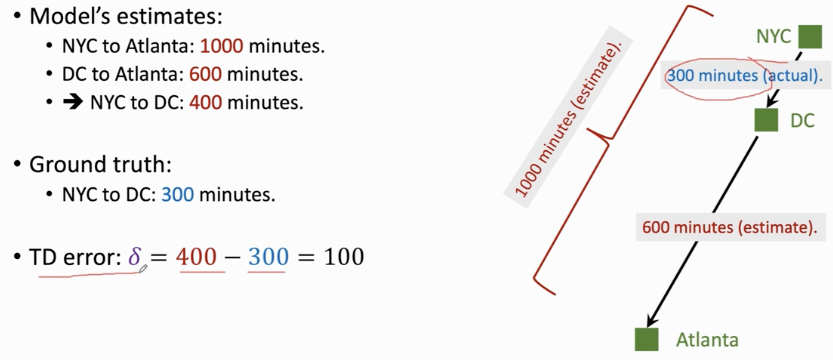 • Model's estimates:
• NYC to Atlanta: 1000 minutes.
• DC to Atlanta: 600 minutes.
• ➔ NYC to DC: 400 minutes.
• Ground truth:
• NYC to DC: 300 minutes.
• TD error: δ = 400 − 300 = 100
NYC
300 minutes (actual).
DC
1000 minutes (estimate).
600 minutes (estimate).
Atlanta